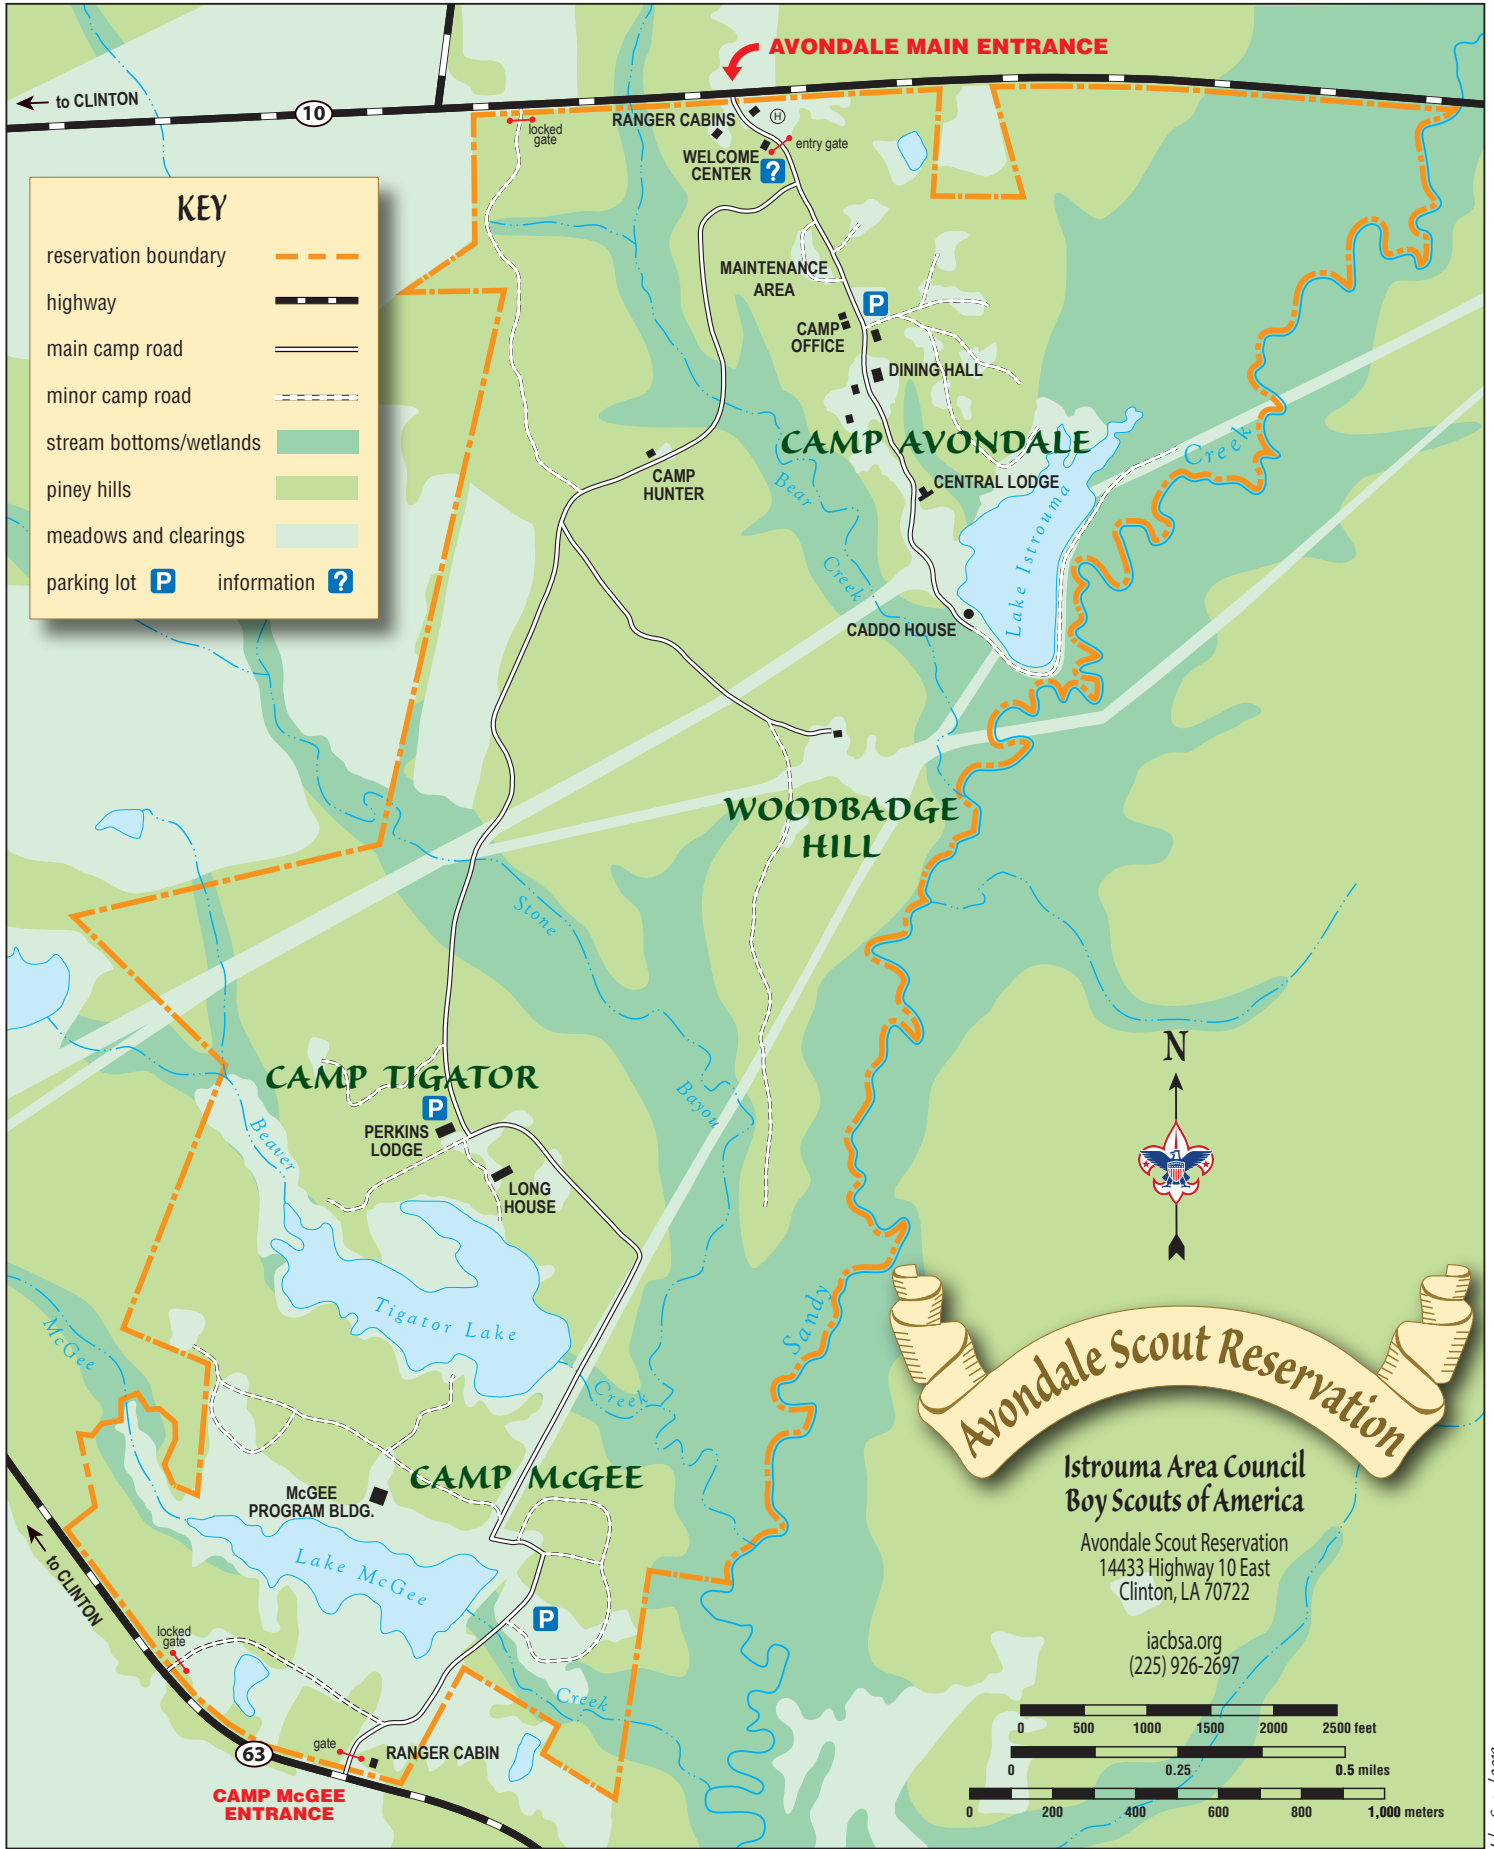 AVONDALE MAIN ENTRANCE
to CLINTON
10
locked
gate
RANGER CABINS
H
entry gate
WELCOME
CENTER
?
KEY
reservation boundary
highway
main camp road
minor camp road
stream bottoms/wetlands
piney hills
meadows and clearings
parking lot P information ?
MAINTENANCE
AREA
P
CAMP
OFFICE
DINING HALL
CAMP AVONDALE
CAMP
HUNTER
CENTRAL LODGE
Creek
Bear
Creek
Lake Istrouma
CADDO HOUSE
WOODBADGE
HILL
Stone
Bayou
CAMP TIGATOR
P
PERKINS
LODGE
LONG
HOUSE
Beaver
Tigator Lake
Creek
McGee
Sandy
CAMP McGEE
McGEE
PROGRAM BLDG.
Lake McGee
P
Creek
to CLINTON
locked
gate
63
gate
RANGER CABIN
CAMP McGEE
ENTRANCE
N
Avondale Scout Reservation
Istrouma Area Council
Boy Scouts of America
Avondale Scout Reservation
14433 Highway 10 East
Clinton, LA 70722
iacbsa.org
(225) 926-2697
0 500 1000 1500 2000 2500 feet
0 0.25 0.5 miles
0 200 400 600 800 1,000 meters